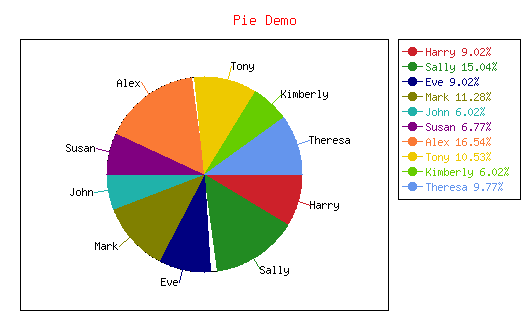 Pie Demo
Tony
Alex
Kimberly
Theresa
Susan
John
Harry
Mark
Sally
Eve
Harry 9.02%
Sally 15.04%
Eve 9.02%
Mark 11.28%
John 6.02%
Susan 6.77%
Alex 16.54%
Tony 10.53%
Kimberly 6.02%
Theresa 9.77%